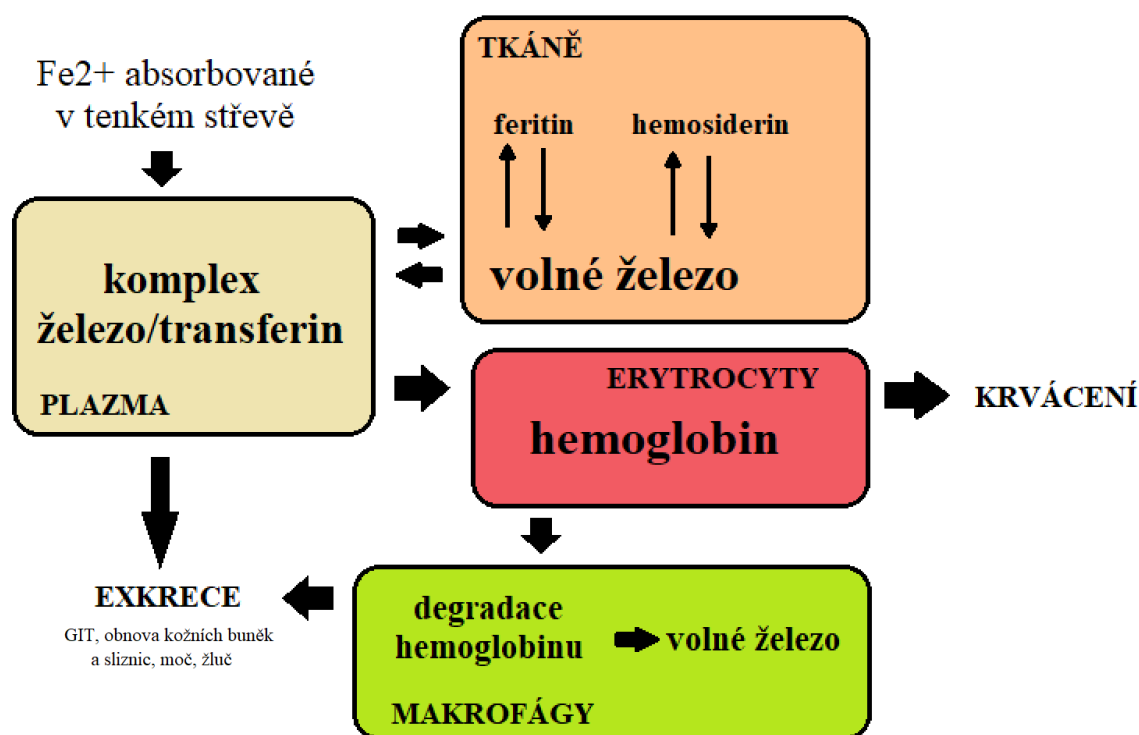 Fe2+ absorbované
v tenkém střevě
TKÁNĚ
feritin
hemosiderin
volné železo
komplex
železo/transferin
PLAZMA
ERYTROCYTY
hemoglobin
KRVÁCENÍ
EXKRECE
GIT, obnova kožních buněk
a sliznic, moč, žluč
degradace
hemoglobinu
volné železo
MAKROFÁGY